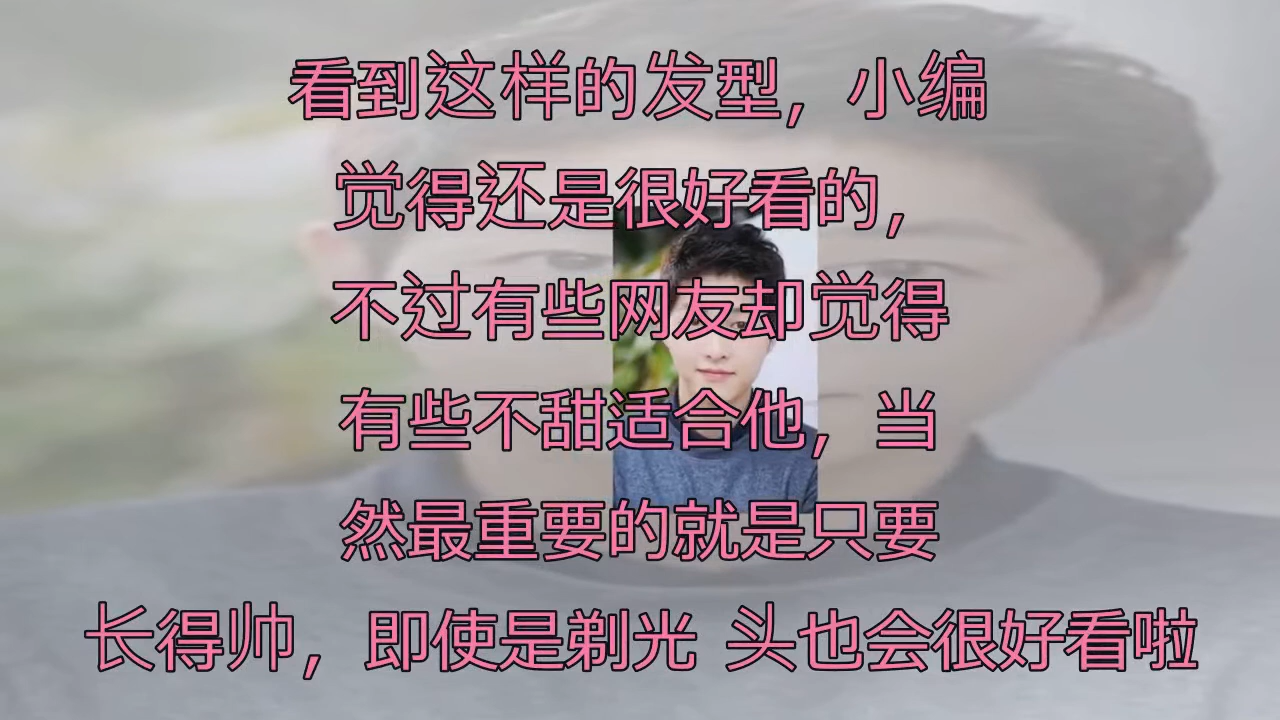 看到这样的发型，小编
觉得还是很好看的，
不过有些网友却觉得
有些不甜适合他，当
然最重要的就是只要
长得帅，即使是剃光 头也会很好看啦